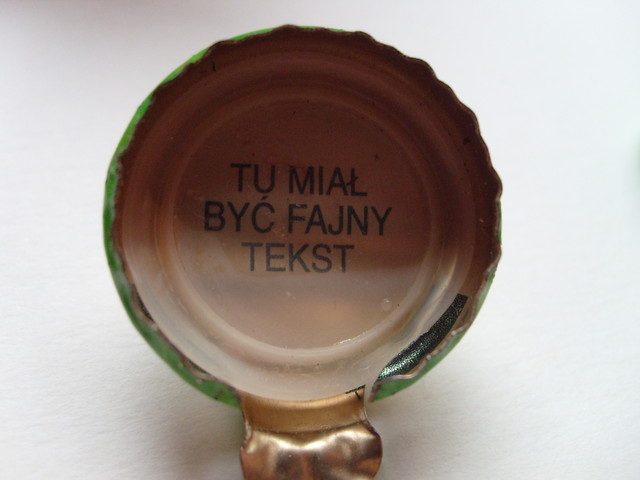 TU MIAŁ
BYĆ FAJNY
TEKST